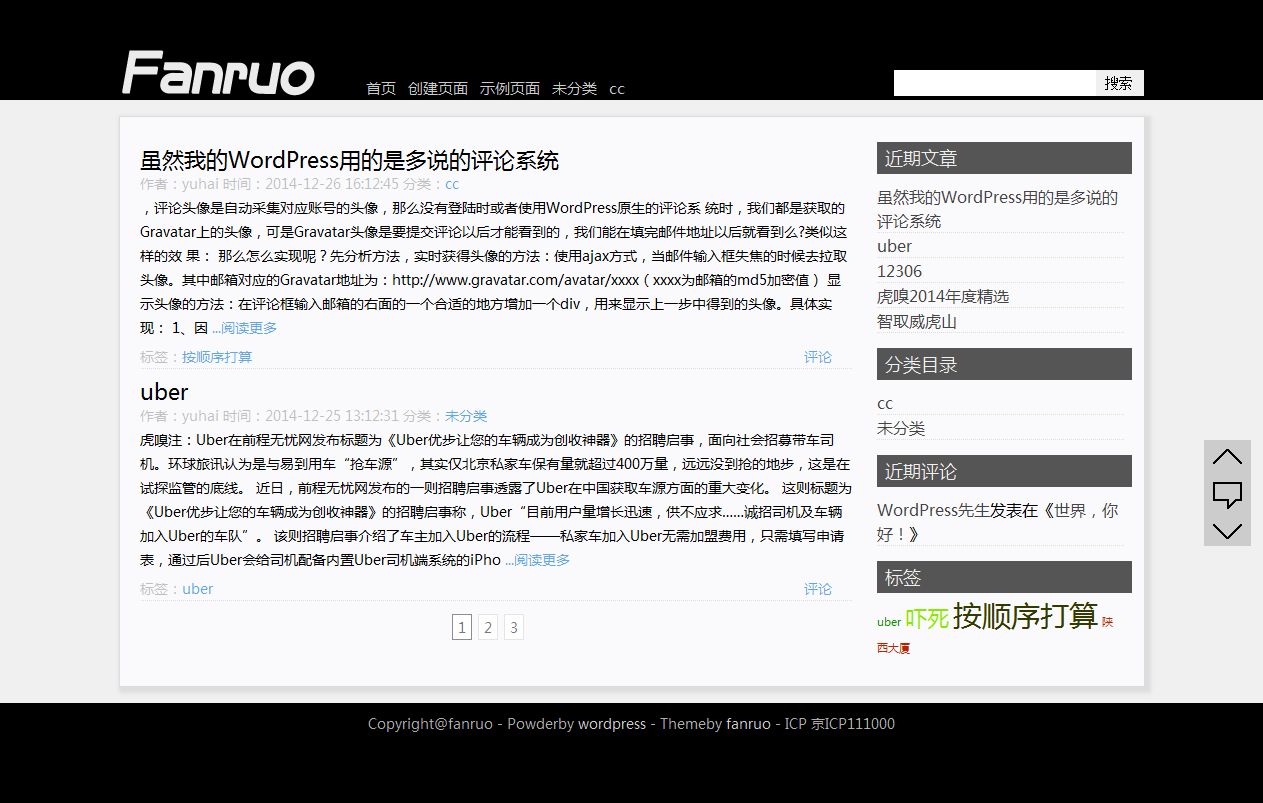 Fanruo
首页 创建页面 示例页面 未分类 cc
搜索
虽然我的WordPress用的是多说的评论系统
作者：yuhai 时间：2014-12-26 16:12:45 分类：cc
，评论头像是自动采集对应账号的头像，那么没有登陆时或者使用WordPress原生的评论系 统时，我们都是获取的
Gravatar上的头像，可是Gravatar头像是要提交评论以后才能看到的，我们能在填完邮件地址以后就看到么?类似这
样的效 果： 那么怎么实现呢？先分析方法，实时获得头像的方法：使用ajax方式，当邮件输入框失焦的时候去拉取
头像。其中邮箱对应的Gravatar地址为：http://www.gravatar.com/avatar/xxxx（ xxxx为邮箱的md5加密值 ） 显
示头像的方法：在评论框输入邮箱的右面的一个合适的地方增加一个div，用来显示上一步中得到的头像。具体实
现： 1、因 ...阅读更多
标签：按顺序打算 评论
uber
作者：yuhai 时间：2014-12-25 13:12:31 分类：未分类
虎嗅注：Uber在前程无忧网发布标题为《Uber优步让您的车辆成为创收神器》的招聘启事，面向社会招募带车司
机。环球旅讯认为是与易到用车“抢车源”，其实仅北京私家车保有量就超过400万量，远远没到抢的地步，这是在
试探监管的底线。 近日，前程无忧网发布的一则招聘启事透露了Uber在中国获取车源方面的重大变化。 这则标题为
《Uber优步让您的车辆成为创收神器》的招聘启事称，Uber“目前用户量增长迅速，供不应求……诚招司机及车辆
加入Uber的车队”。 该则招聘启事介绍了车主加入Uber的流程——私家车加入Uber无需加盟费用，只需填写申请
表，通过后Uber会给司机配备内置Uber司机端系统的iPho ...阅读更多
标签：uber 评论
1 2 3
近期文章
虽然我的WordPress用的是多说的
评论系统
uber
12306
虎嗅2014年度精选
智取威虎山
分类目录
cc
未分类
近期评论
WordPress先生发表在《世界，你
好！》
标签
uber 吓死 按顺序打算 陕
西大厦
Copyright@fanruo - Powderby wordpress - Themeby fanruo - ICP 京ICP111000